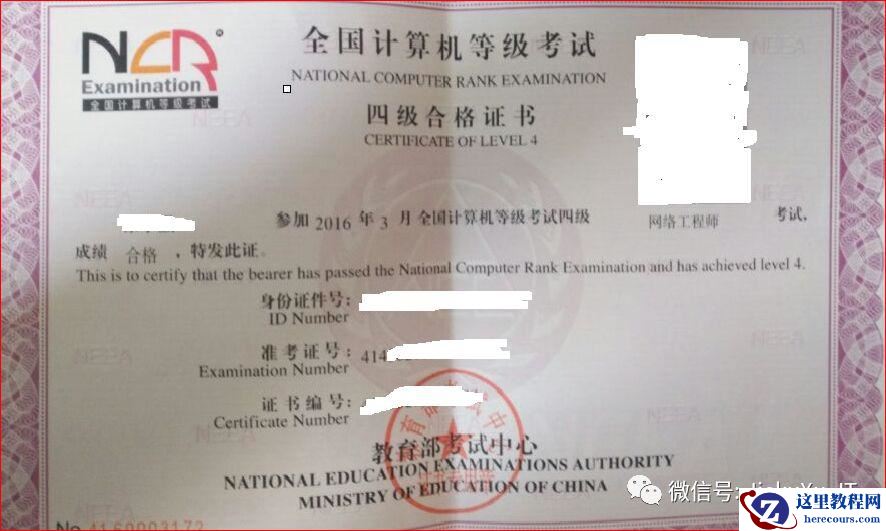 NCR
Examination
全国计算机等级考试
全国计算机等级考试
NATIONAL COMPUTER RANK EXAMINATION
四级合格证书
CERTIFICATE OF LEVEL 4
参加 2016 年 3 月 全国计算机等级考试四级 网络工程师 考试,
成绩 合格 ,特发此证。
This is to certify that the bearer has passed the National Computer Rank Examination and has achieved level 4.
身份证件号:
ID Number
准考证号: 414
Examination Number
证书编号:
Certificate Number
教育部考试中心
NATIONAL EDUCATION EXAMINATIONS AUTHORITY
MINISTRY OF EDUCATION OF CHINA
微信号:
No
这里教程网
herecours.com